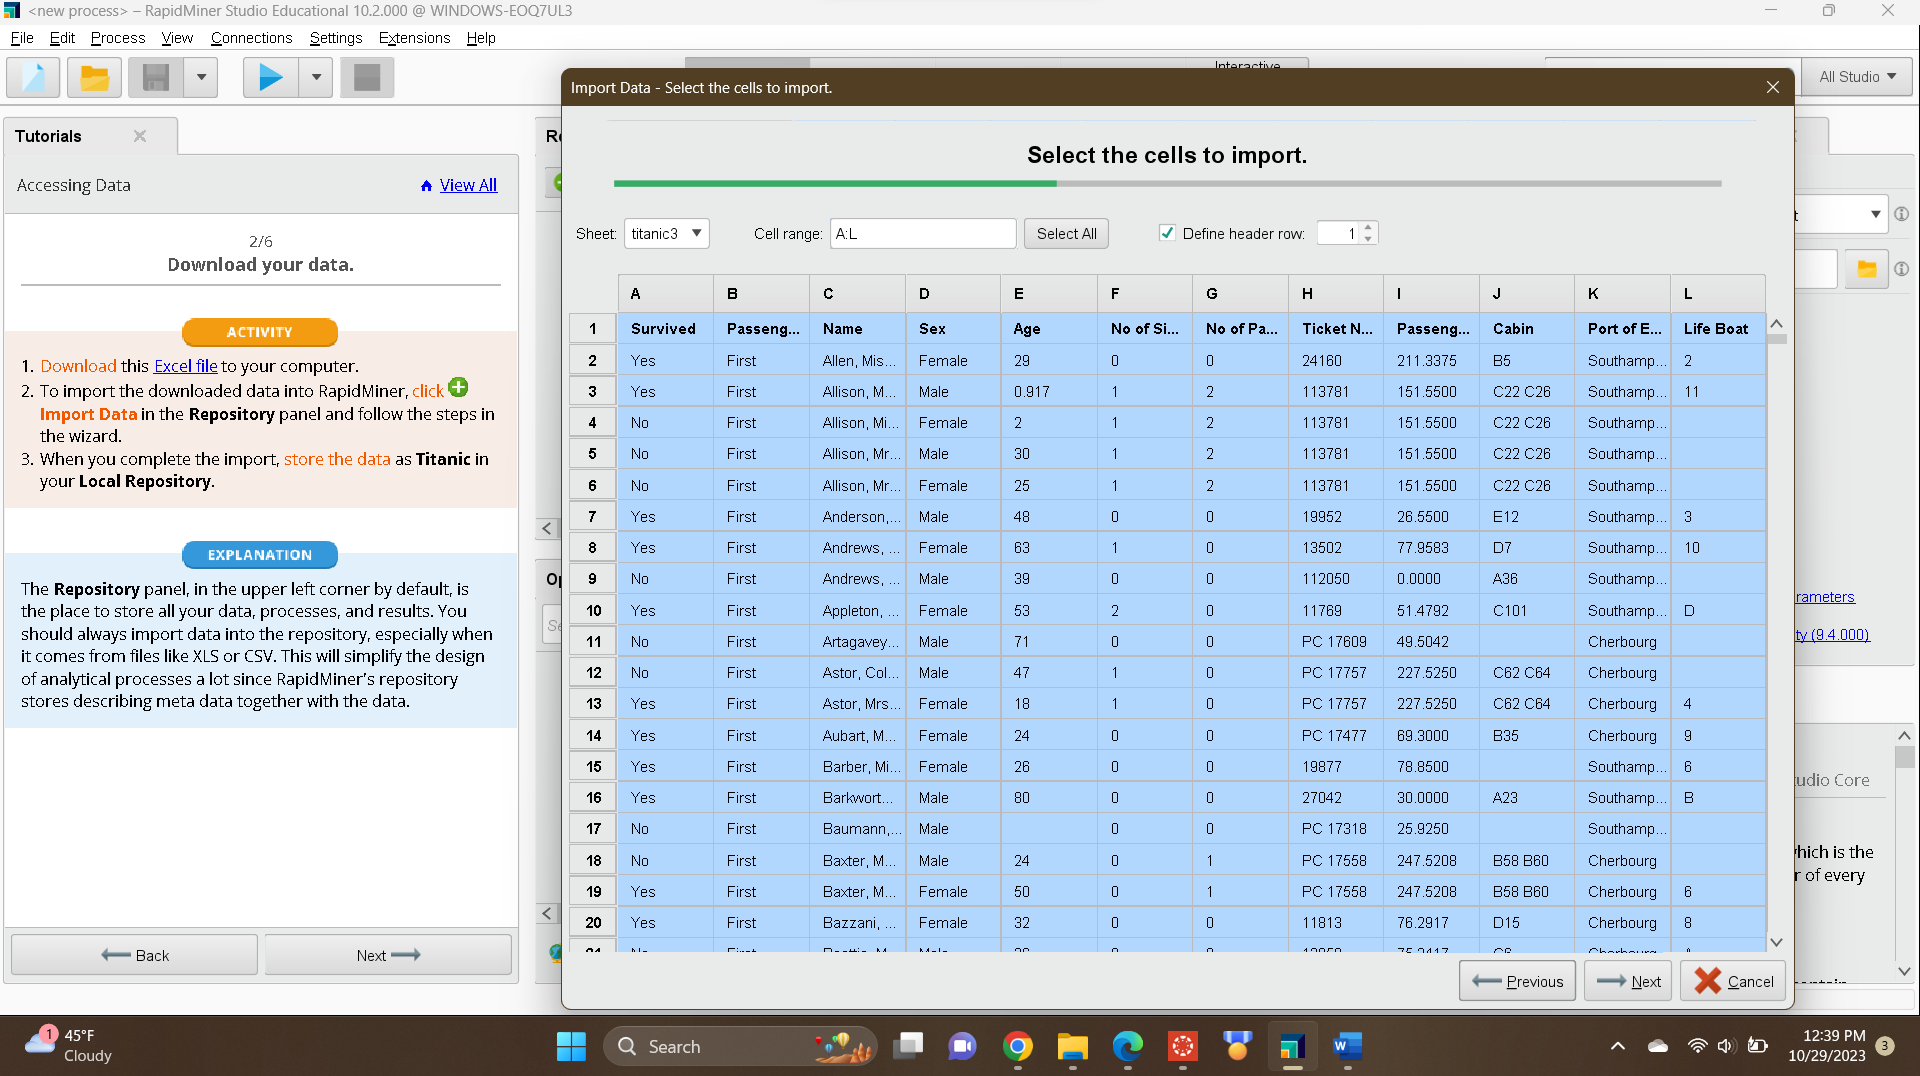 <new process> – RapidMiner Studio Educational 10.2.000 @ WINDOWS-EOQ7UL3
File Edit Process View Connections Settings Extensions Help
Interactive
All Studio
Import Data - Select the cells to import.
Tutorials
Accessing Data
View All
2/6
Download your data.
ACTIVITY
1. Download this Excel file to your computer.
2. To import the downloaded data into RapidMiner, click
Import Data in the Repository panel and follow the steps in
the wizard.
3. When you complete the import, store the data as Titanic in
your Local Repository.
EXPLANATION
The Repository panel, in the upper left corner by default, is
the place to store all your data, processes, and results. You
should always import data into the repository, especially when
it comes from files like XLS or CSV. This will simplify the design
of analytical processes a lot since RapidMiner's repository
stores describing meta data together with the data.
Back
Next
Select the cells to import.
Sheet: titanic3 Cell range: A:L Select All Define header row: 1
A B C D E F G H I J K L
1 Survived Passeng... Name Sex Age No of Si... No of Pa... Ticket N... Passeng... Cabin Port of E... Life Boat
2 Yes First Allen, Mis... Female 29 0 0 24160 211.3375 B5 Southamp... 2
3 Yes First Allison, M... Male 0.917 1 2 113781 151.5500 C22 C26 Southamp... 11
4 No First Allison, Mi... Female 2 1 2 113781 151.5500 C22 C26 Southamp...
5 No First Allison, Mr... Male 30 1 2 113781 151.5500 C22 C26 Southamp...
6 No First Allison, Mr... Female 25 1 2 113781 151.5500 C22 C26 Southamp...
7 Yes First Anderson,... Male 48 0 0 19952 26.5500 E12 Southamp... 3
8 Yes First Andrews, ... Female 63 1 0 13502 77.9583 D7 Southamp... 10
9 No First Andrews, ... Male 39 0 0 112050 0.0000 A36 Southamp...
10 Yes First Appleton, ... Female 53 2 0 11769 51.4792 C101 Southamp... D
11 No First Artagavey... Male 71 0 0 PC 17609 49.5042 Cherbourg
12 No First Astor, Col... Male 47 1 0 PC 17757 227.5250 C62 C64 Cherbourg
13 Yes First Astor, Mrs... Female 18 1 0 PC 17757 227.5250 C62 C64 Cherbourg 4
14 Yes First Aubart, M... Female 24 0 0 PC 17477 69.3000 B35 Cherbourg 9
15 Yes First Barber, Mi... Female 26 0 0 19877 78.8500 Southamp... 6
16 Yes First Barkwort... Male 80 0 0 27042 30.0000 A23 Southamp... B
17 No First Baumann,... Male 0 0 PC 17318 25.9250 Southamp...
18 No First Baxter, M... Male 24 0 1 PC 17558 247.5208 B58 B60 Cherbourg
19 Yes First Baxter, M... Female 50 0 1 PC 17558 247.5208 B58 B60 Cherbourg 6
20 Yes First Bazzani, ... Female 32 0 0 11813 76.2917 D15 Cherbourg 8
Previous Next Cancel
rameters
ty (9.4.000)
udio Core
hich is the
r of every
45°F
Cloudy
1
Search
12:39 PM
10/29/2023
3